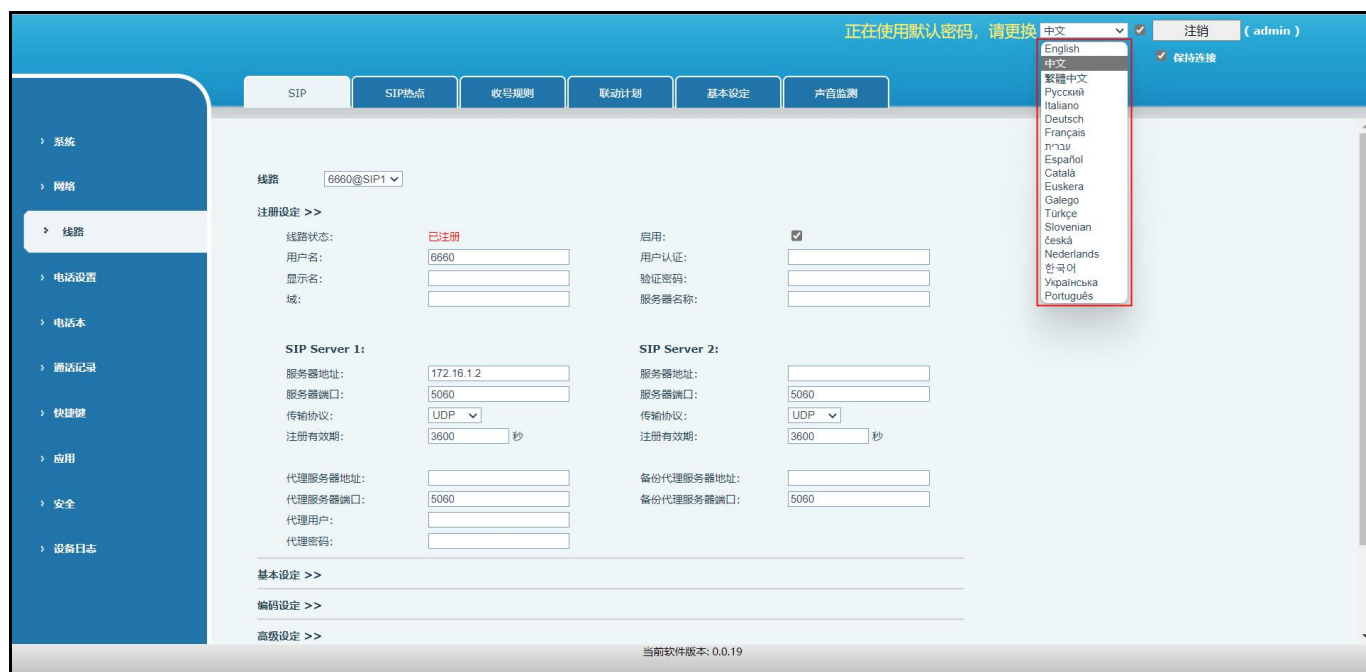 正在使用默认密码，请更换 中文 注销 ( admin )
保持连接
English
中文
繁體中文
Русский
Italiano
Deutsch
Français
עברית
Español
Català
Euskera
Galego
Türkçe
Slovenian
česká
Nederlands
한국어
Українська
Português
SIP SIP热点 收号规则 联动计划 基本设定 声音监测
› 系统
› 网络
› 线路
› 电话设置
› 电话本
› 通话记录
› 快捷键
› 应用
› 安全
› 设备日志
线路 6660@SIP1
注册设定 >>
线路状态: 已注册 启用:
用户名: 6660 用户认证:
显示名: 验证密码:
域: 服务器名称:
SIP Server 1: SIP Server 2:
服务器地址: 172.16.1.2 服务器地址:
服务器端口: 5060 服务器端口: 5060
传输协议: UDP 传输协议: UDP
注册有效期: 3600 秒 注册有效期: 3600 秒
代理服务器地址: 备份代理服务器地址:
代理服务器端口: 5060 备份代理服务器端口: 5060
代理用户:
代理密码:
基本设定 >>
编码设定 >>
高级设定 >>
当前软件版本: 0.0.19